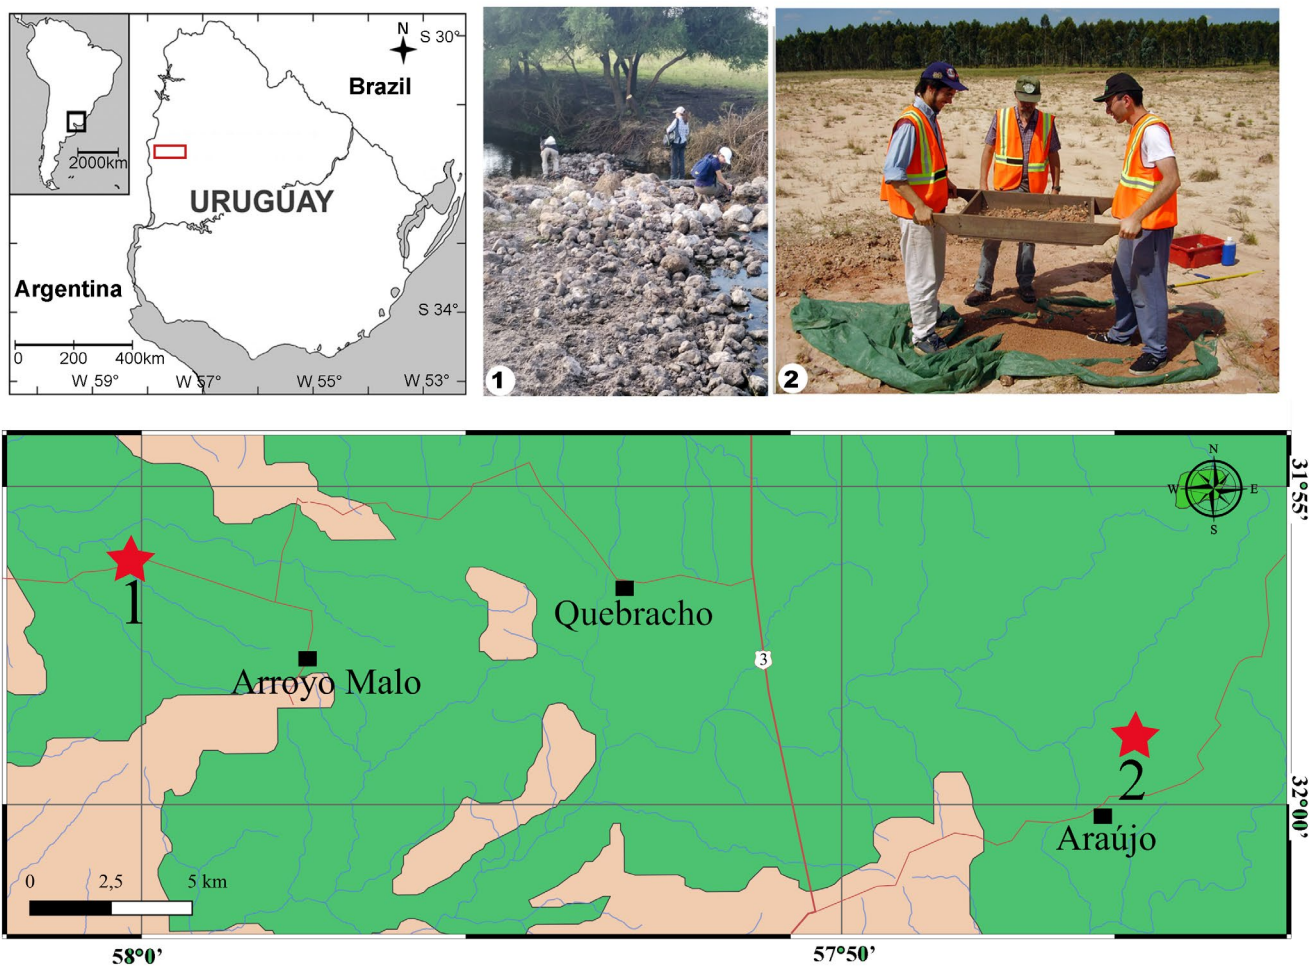 N
S 30°
Brazil
2000km
URUGUAY
Argentina
S 34°
0 200 400km
W 59° W 57° W 55° W 53°
1
2
N
W E
S
31°55'
1
Quebracho
3
Arroyo Malo
2
32°00'
Araújo
0 2,5 5 km
58°0' 57°50'